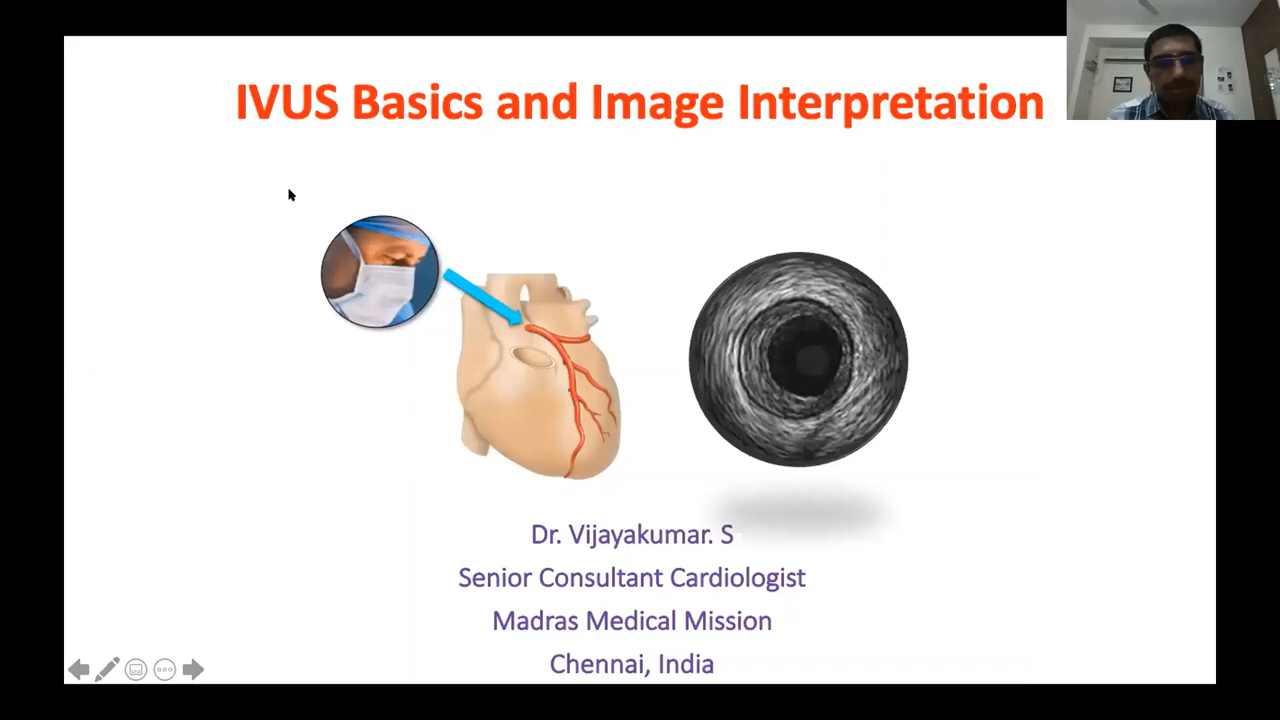 IVUS Basics and Image Interpretation
Dr. Vijayakumar. S
Senior Consultant Cardiologist
Madras Medical Mission
Chennai, India